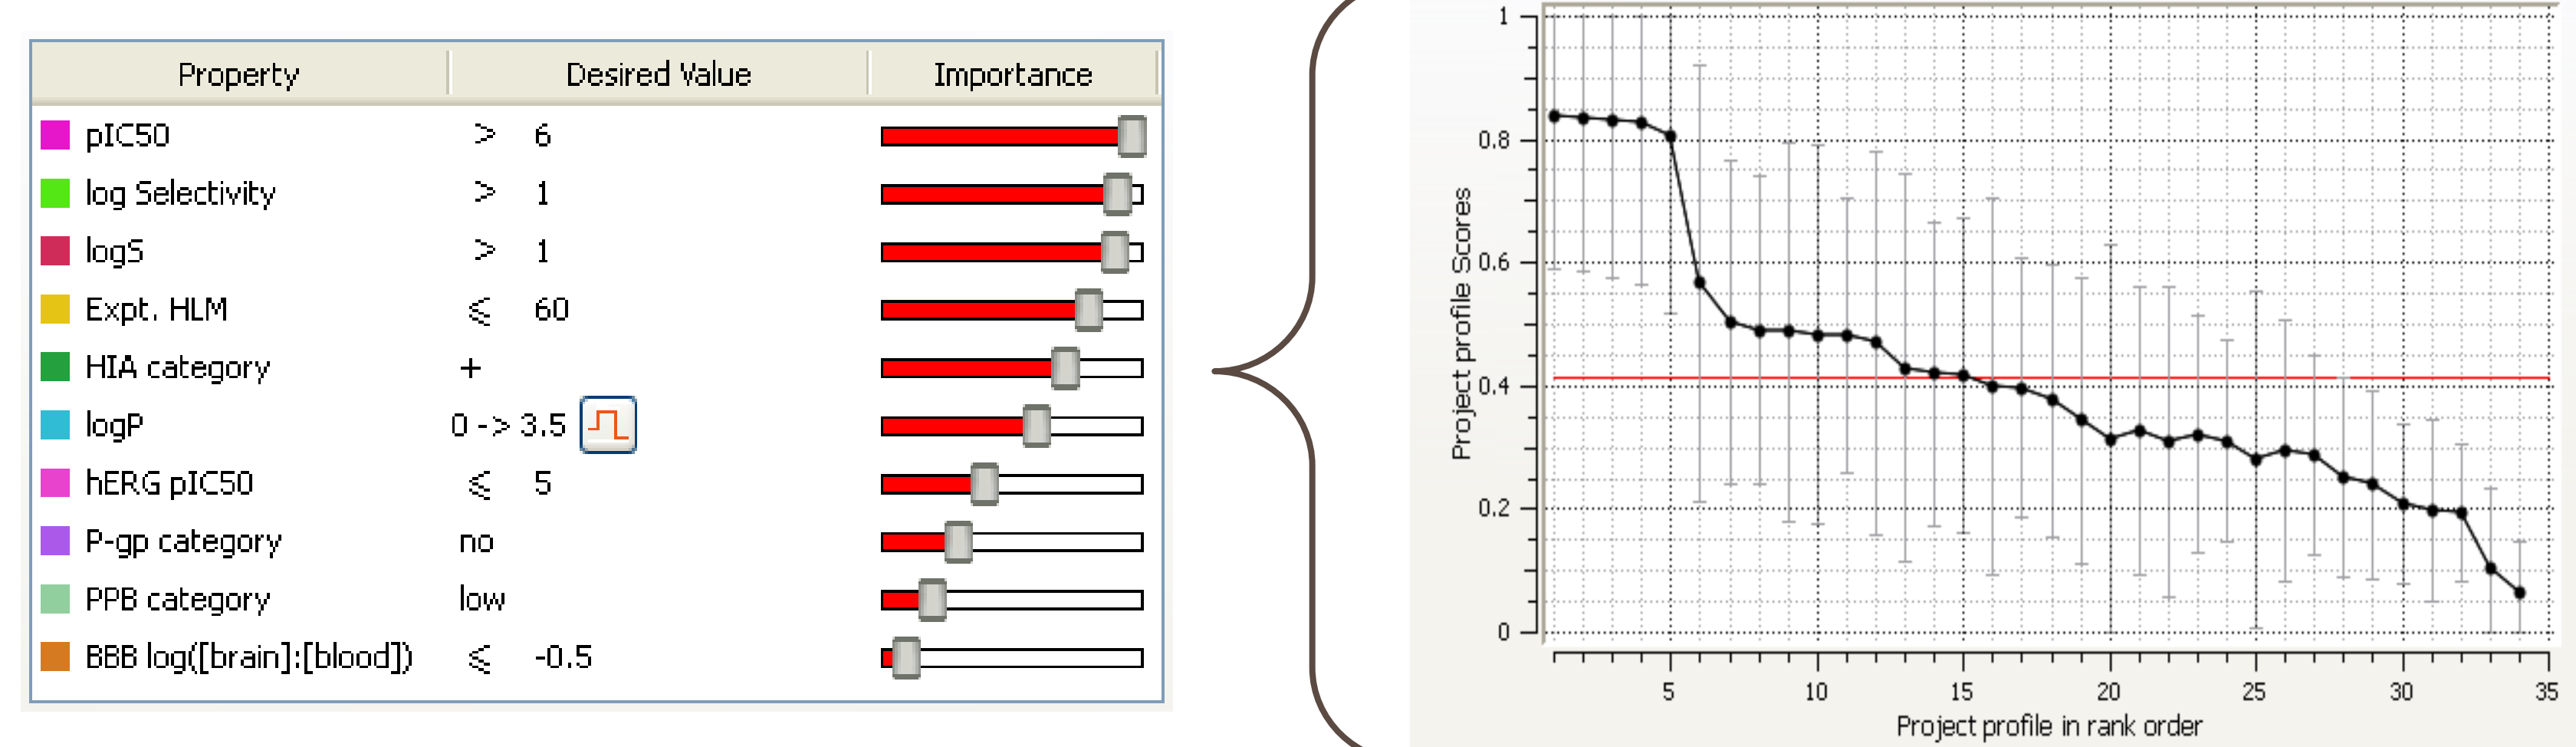 Property Desired Value Importance
pIC50 > 6
log Selectivity > 1
logS > 1
Expt. HLM ≤ 60
HIA category +
logP 0 -> 3.5
hERG pIC50 ≤ 5
P-gp category no
PPB category low
BBB log([brain]:[blood]) ≤ -0.5
Project profile Scores
1
0.8
0.6
0.4
0.2
0
5 10 15 20 25 30 35
Project profile in rank order